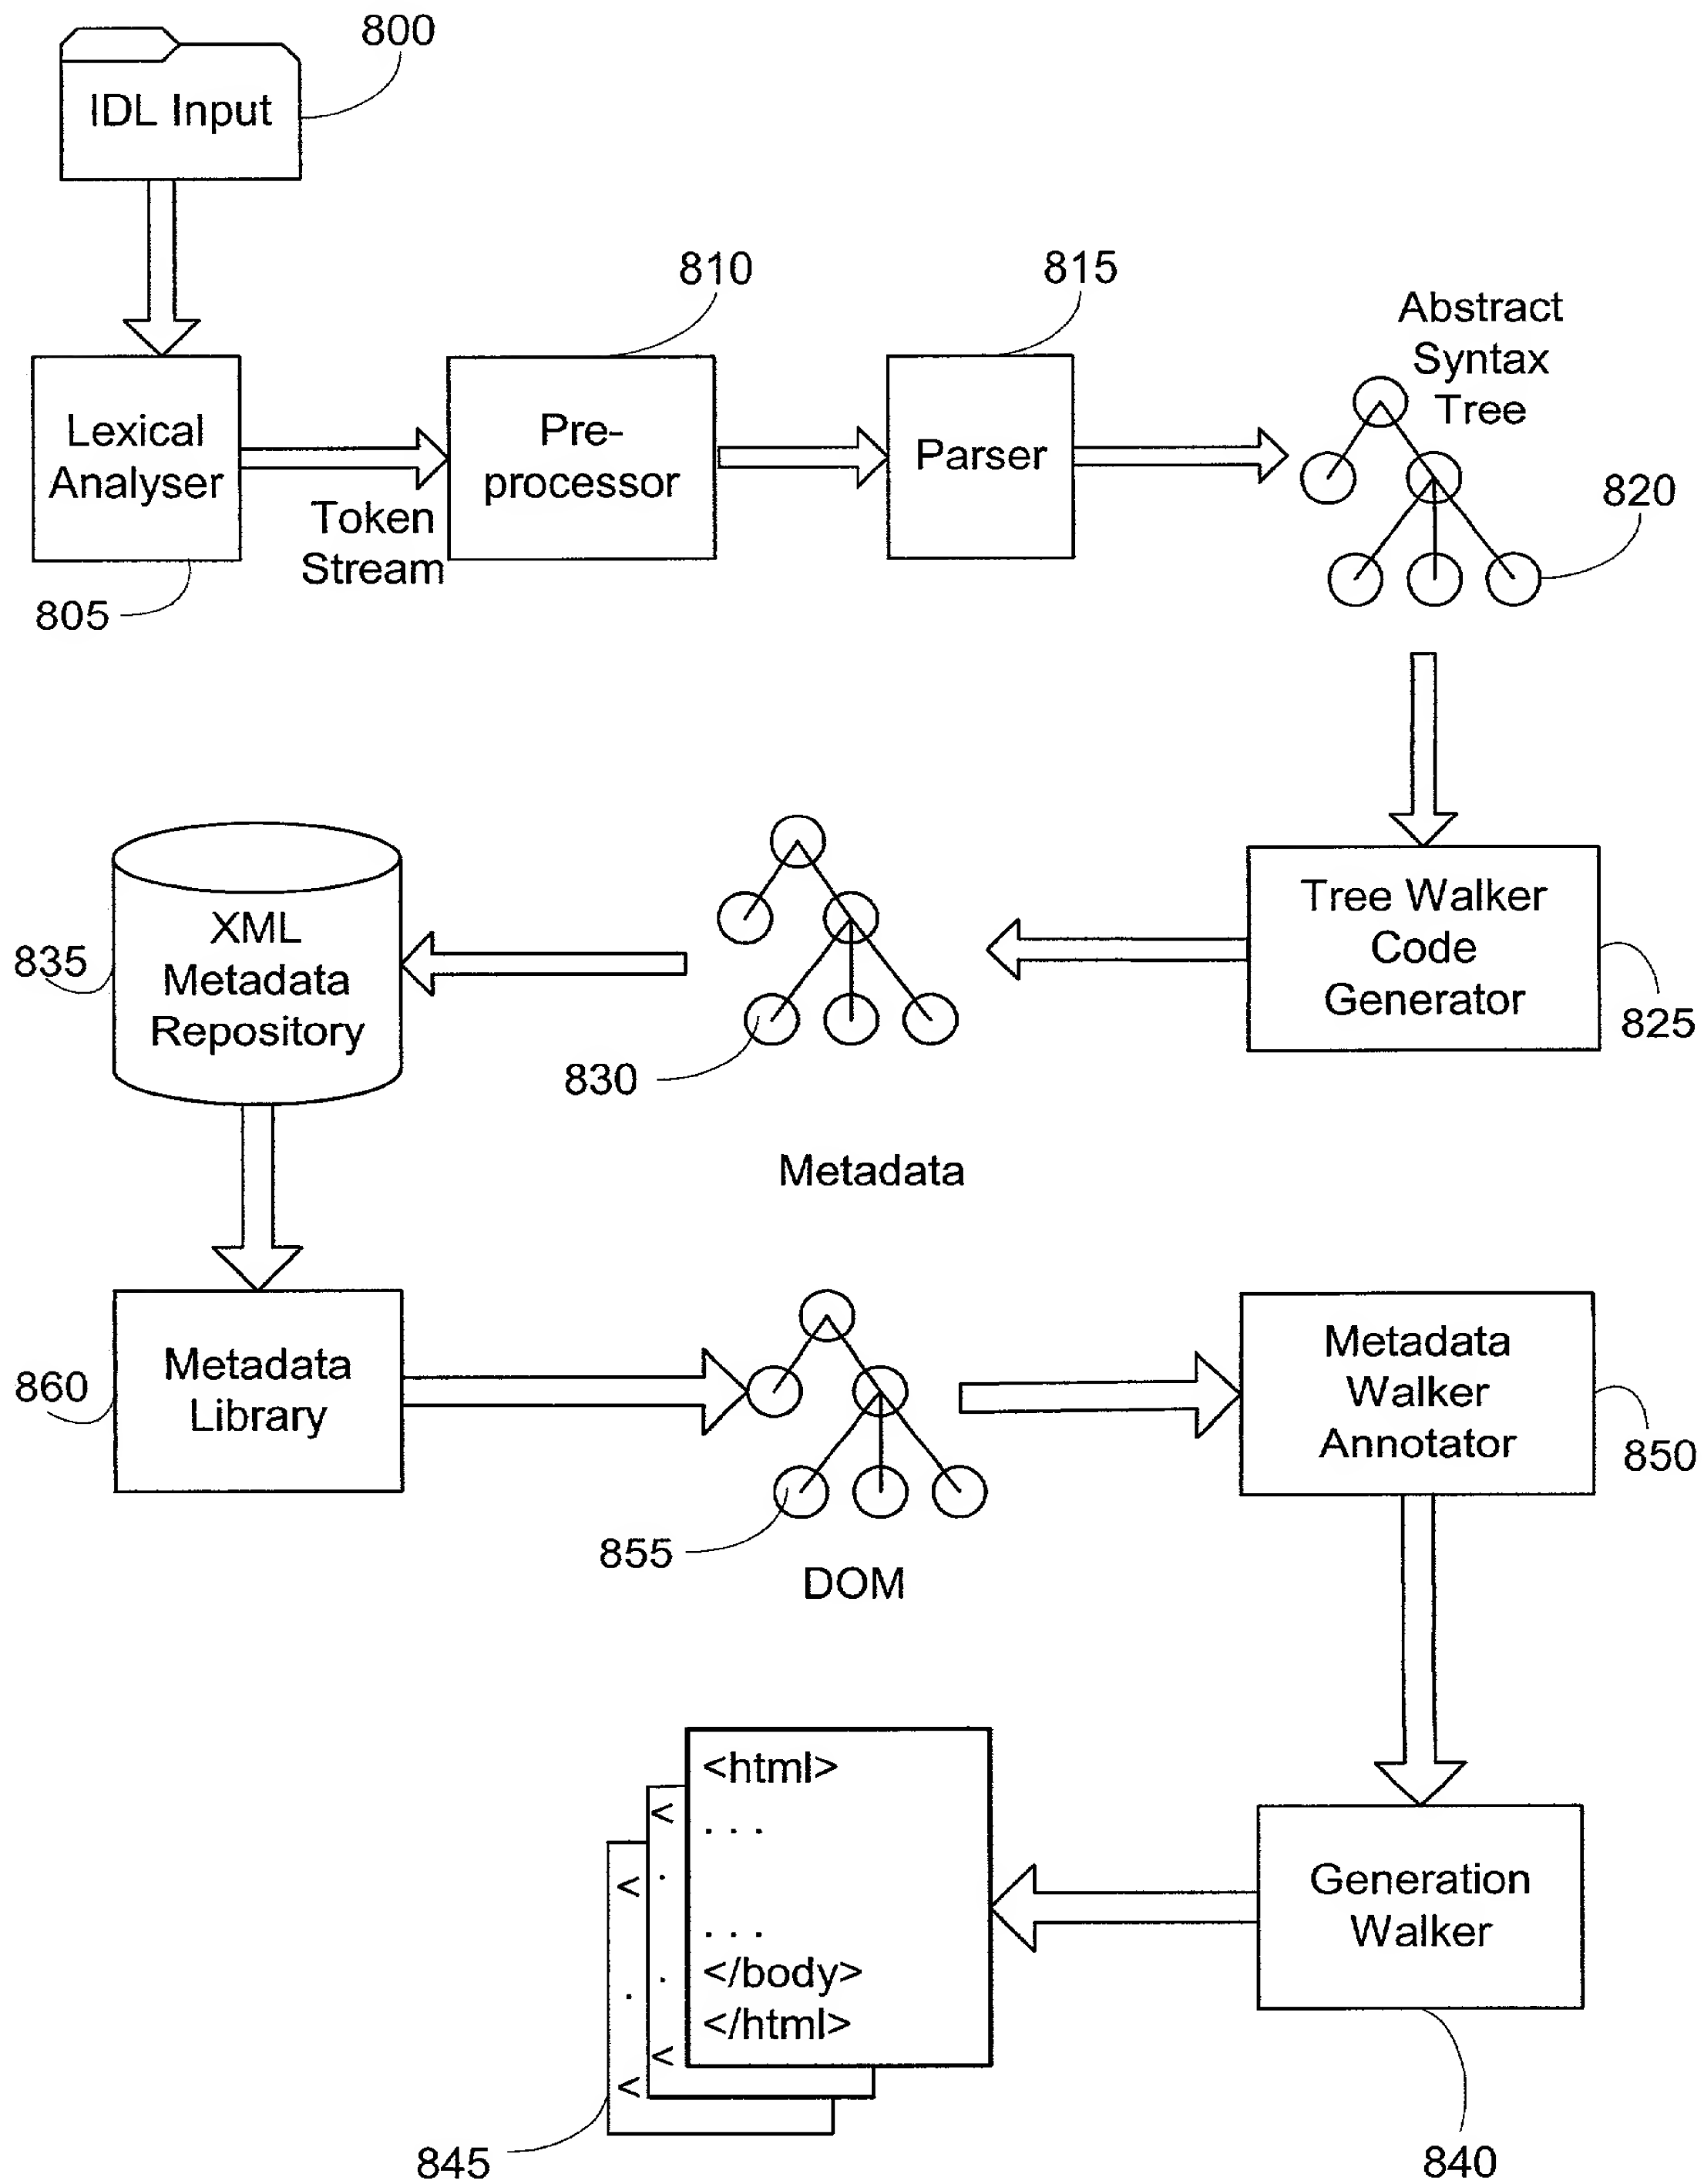 800
IDL Input
810
815
Abstract
Syntax
Tree
Lexical
Analyser
Pre-
processor
Parser
820
Token
Stream
805
XML
Metadata
Repository
835
830
Tree Walker
Code
Generator
825
Metadata
Metadata
Library
860
855
DOM
Metadata
Walker
Annotator
850
<html>
. . .
. . .
</body>
</html>
<
.
.
<
<
.
<
845
Generation
Walker
840